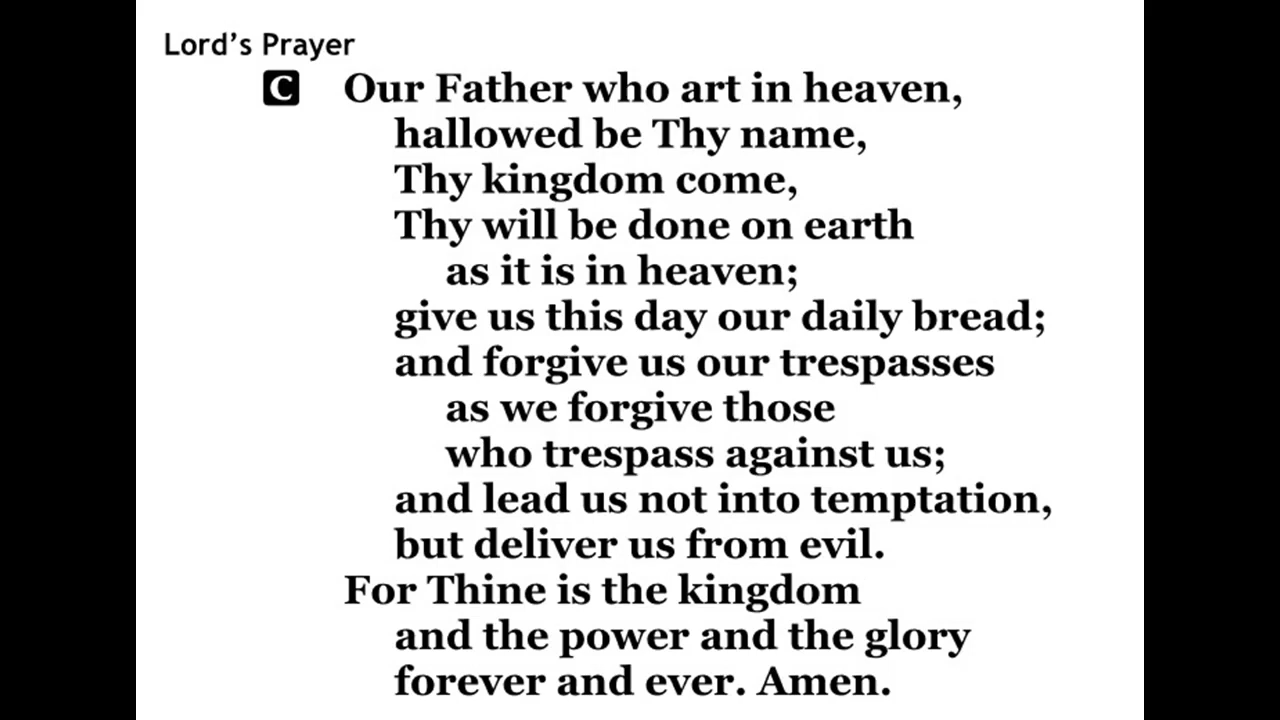 Lord's Prayer
C Our Father who art in heaven,
hallowed be Thy name,
Thy kingdom come,
Thy will be done on earth
as it is in heaven;
give us this day our daily bread;
and forgive us our trespasses
as we forgive those
who trespass against us;
and lead us not into temptation,
but deliver us from evil.
For Thine is the kingdom
and the power and the glory
forever and ever. Amen.